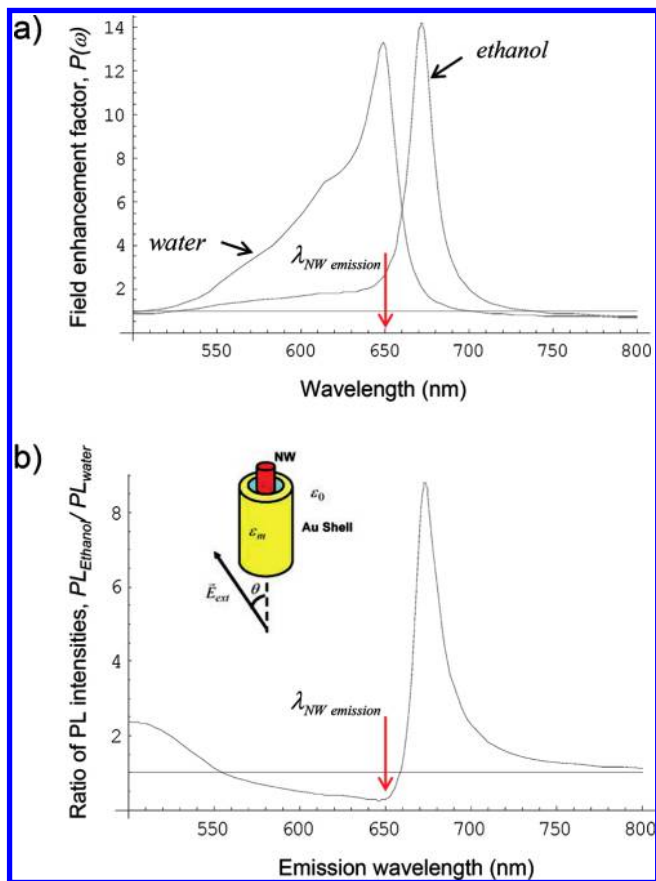 a)
Field enhancement factor, P(ω)
14
12
10
8
6
4
2
water
ethanol
λNW emission
550 600 650 700 750 800
Wavelength (nm)
b)
Ratio of PL intensities, PLEthanol/ PLwater
8
6
4
2
NW
ε0
εm
Au Shell
E⃗ext
θ
λNW emission
550 600 650 700 750 800
Emission wavelength (nm)